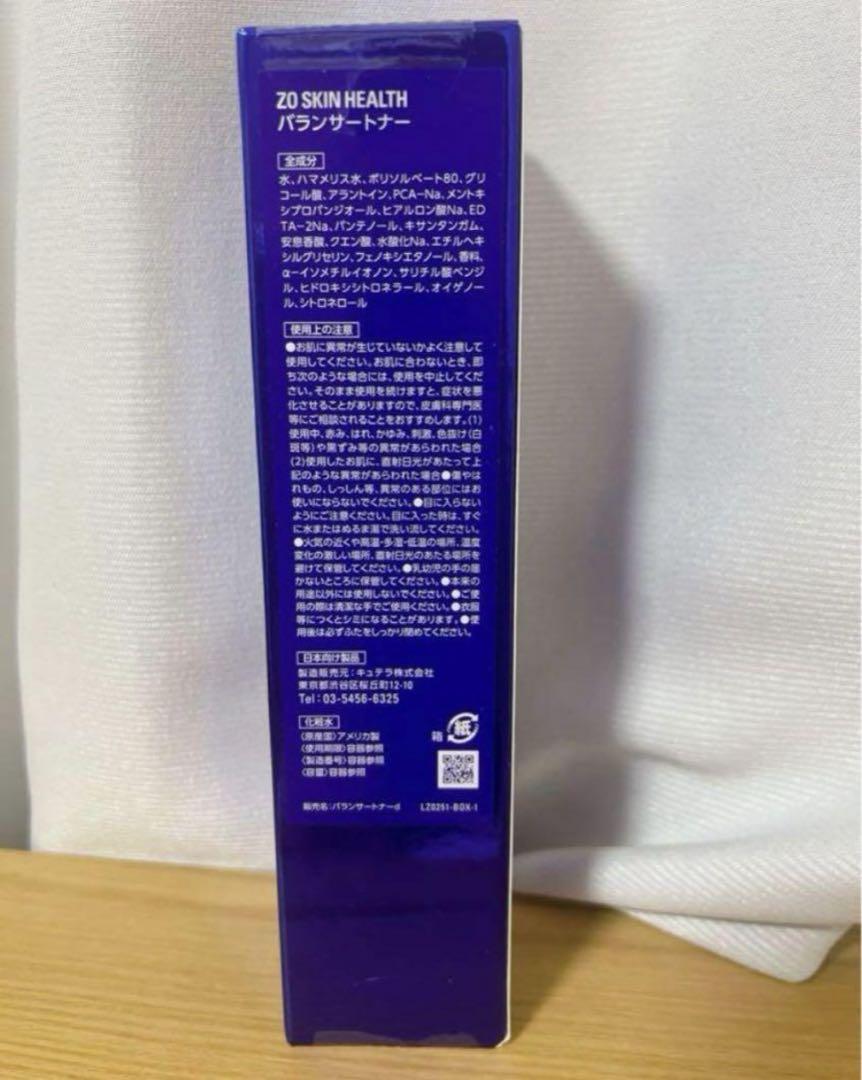 ZO SKIN HEALTH
バランサートナー
全成分
水、ハマメリス水、ポリソルベート80、グリ
コール酸、アラントイン、PCA-Na、メントキ
シプロパンジオール、ヒアルロン酸Na、ED
TA-2Na、パンテノール、キサンタンガム、
安息香酸、クエン酸、水酸化Na、エチルヘキ
シルグリセリン、フェノキシエタノール、香料、
α-イソメチルイオノン、サリチル酸ベンジ
ル、ヒドロキシシトロネラール、オイゲノー
ル、シトロネロール
使用上の注意
●お肌に異常が生じていないかよく注意して
使用してください。お肌に合わないとき、即
ち次のような場合には、使用を中止してくだ
さい。そのまま使用を続けますと、症状を悪
化させることがありますので、皮膚科専門医
等にご相談されることをおすすめします。(1)
使用中、赤み、はれ、かゆみ、刺激、色抜け(白
斑等)や黒ずみ等の異常があらわれた場合
(2)使用したお肌に、直射日光があたって上
記のような異常があらわれた場合●傷やは
れもの、しっしん等、異常のある部位にはお
使いにならないでください。●目に入らない
ようにご注意ください。目に入った時は、すぐ
に水またはぬるま湯で洗い流してください。
●火気の近くや高温・多湿・低温の場所、温度
変化の激しい場所、直射日光のあたる場所を
避けて保管してください。●乳幼児の手の届
かないところに保管してください。●本来の
用途以外には使用しないでください。●ご使
用の際は清潔な手でご使用ください。●衣服
等につくとシミになることがあります。●使
用後は必ずふたをしっかり閉めてください。
日本向け製品
製造販売元:キュテラ株式会社
東京都渋谷区桜丘町12-10
Tel:03-5456-6325
化粧水
〈原産国〉アメリカ製
〈使用期限〉容器参照
〈製造番号〉容器参照
〈容量〉容器参照
箱 紙
販売名:バランサートナーd LZ0251-BOX-1